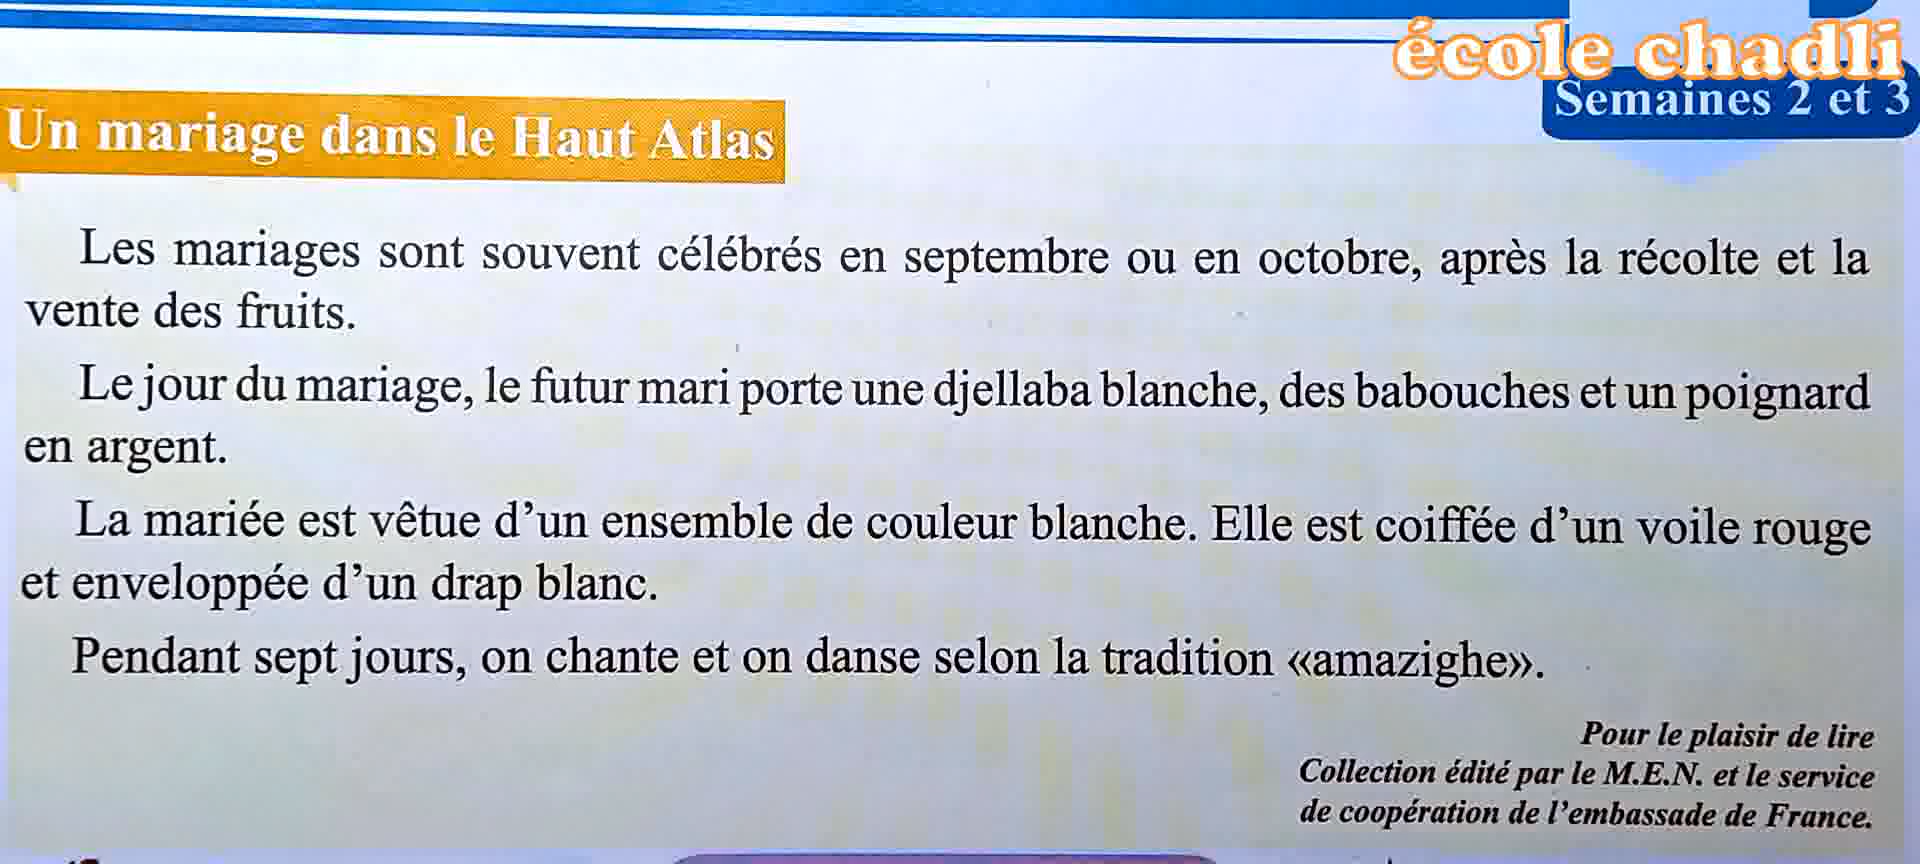 école chadli
Semaines 2 et 3
Un mariage dans le Haut Atlas
Les mariages sont souvent célébrés en septembre ou en octobre, après la récolte et la
vente des fruits.
Le jour du mariage, le futur mari porte une djellaba blanche, des babouches et un poignard
en argent.
La mariée est vêtue d’un ensemble de couleur blanche. Elle est coiffée d’un voile rouge
et enveloppée d’un drap blanc.
Pendant sept jours, on chante et on danse selon la tradition «amazighe».
Pour le plaisir de lire
Collection édité par le M.E.N. et le service
de coopération de l’embassade de France.